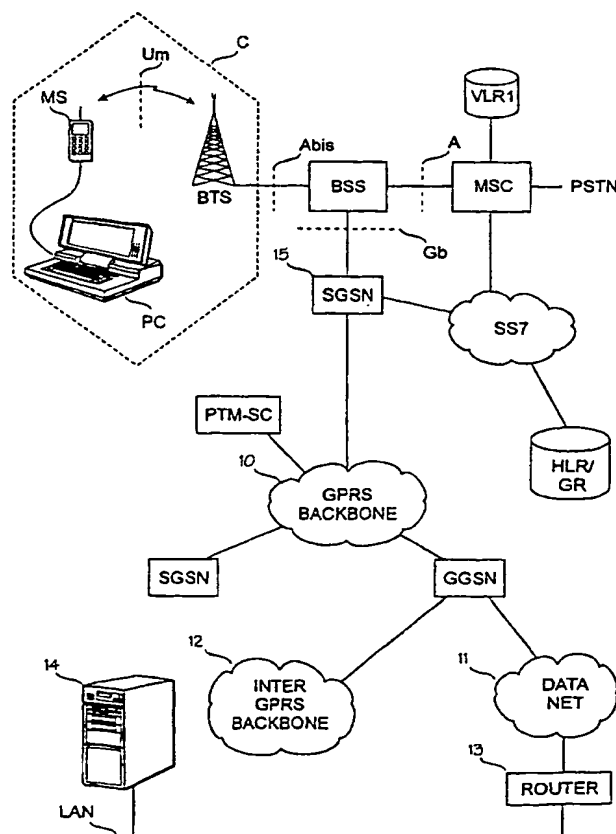 C
Um
MS
VLR1
Abis
A
BTS
BSS
MSC
PSTN
Gb
15
PC
SGSN
SS7
PTM-SC
10
GPRS
BACKBONE
HLR/
GR
SGSN
GGSN
14
12
INTER
GPRS
BACKBONE
11
DATA
NET
13
ROUTER
LAN